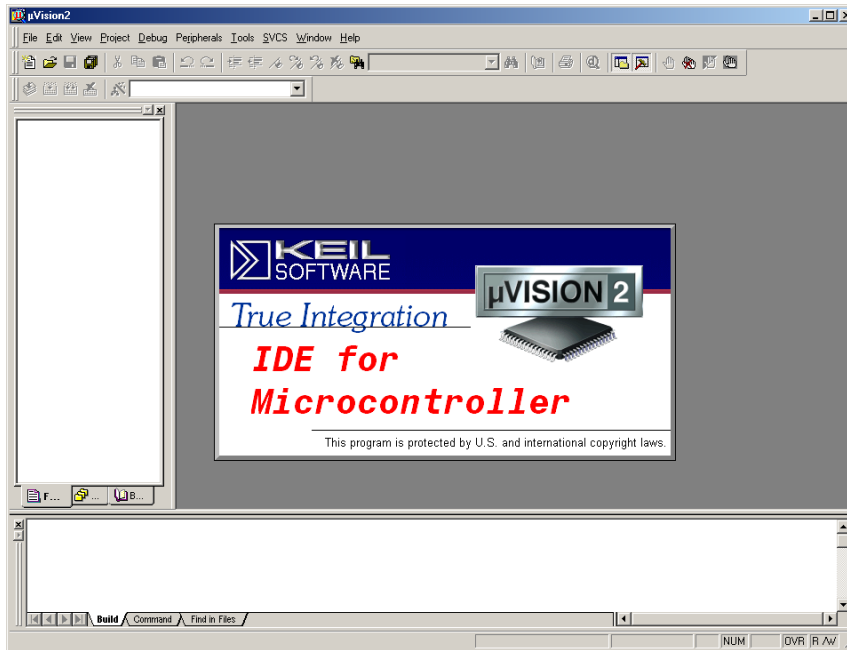 µVision2
File Edit View Project Debug Peripherals Tools SVCS Window Help
KEIL
SOFTWARE
µVISION 2
True Integration
IDE for
Microcontroller
This program is protected by U.S. and international copyright laws.
F... ... B...
Build Command Find in Files
NUM OVR R/W